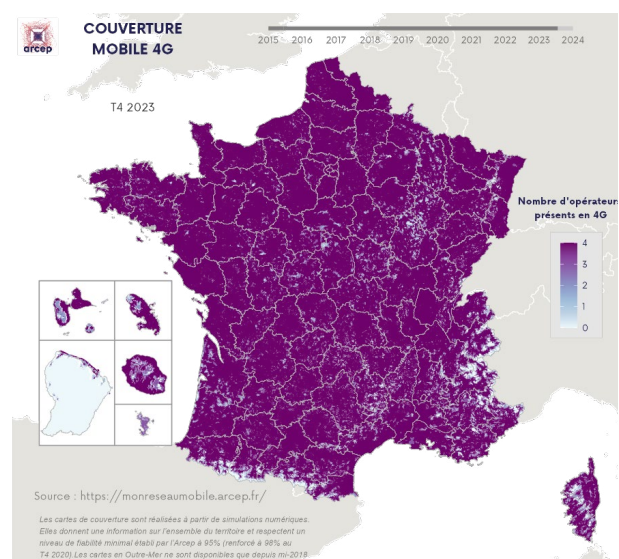 arcep
COUVERTURE
MOBILE 4G
2015 2016 2017 2018 2019 2020 2021 2022 2023 2024
T4 2023
Nombre d'opérateurs
présents en 4G
4
3
2
1
0
Source : https://monreseaumobile.arcep.fr/
Les cartes de couverture sont réalisées à partir de simulations numériques.
Elles donnent une information sur l'ensemble du territoire et respectent un
niveau de fiabilité minimal établi par l'Arcep à 95% (renforcé à 98% au
T4 2020).Les cartes en Outre-Mer ne sont disponibles que depuis mi-2018